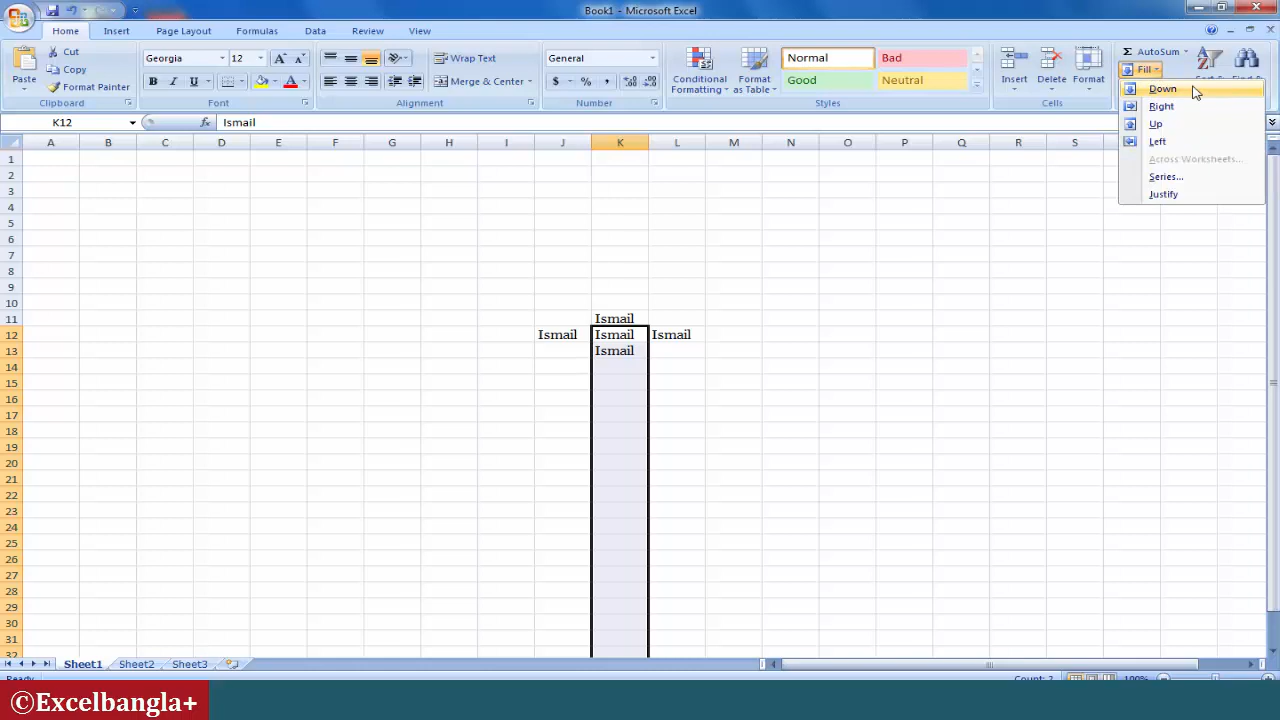 Book1 - Microsoft Excel
Home Insert Page Layout Formulas Data Review View
Paste
Cut
Copy
Format Painter
Clipboard
Georgia 12
B I U
Font
Wrap Text
Merge & Center
Alignment
General
$ % ,
Number
Conditional Formatting
Format as Table
Normal
Bad
Good
Neutral
Styles
Insert
Delete
Format
Cells
Σ AutoSum
Fill
Down
Right
Up
Left
Across Worksheets...
Series...
Justify
K12 fx Ismail
A B C D E F G H I J K L M N O P Q R S
1
2
3
4
5
6
7
8
9
10
11 Ismail
12 Ismail Ismail Ismail
13 Ismail
14
15
16
17
18
19
20
21
22
23
24
25
26
27
28
29
30
31
32
Sheet1 Sheet2 Sheet3
Ready 100%
©Excelbangla+